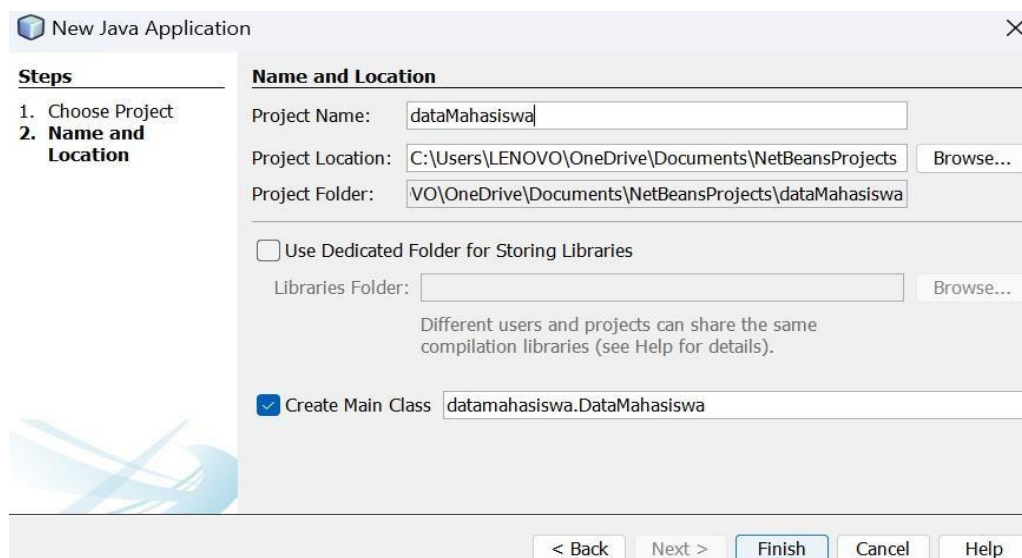 New Java Application
Steps
1. Choose Project
2. Name and
Location
Name and Location
Project Name: dataMahasiswa
Project Location: C:\Users\LENOVO\OneDrive\Documents\NetBeansProjects Browse...
Project Folder: VO\OneDrive\Documents\NetBeansProjects\dataMahasiswa
Use Dedicated Folder for Storing Libraries
Libraries Folder: Browse...
Different users and projects can share the same
compilation libraries (see Help for details).
Create Main Class datamahasiswa.DataMahasiswa
< Back Next > Finish Cancel Help